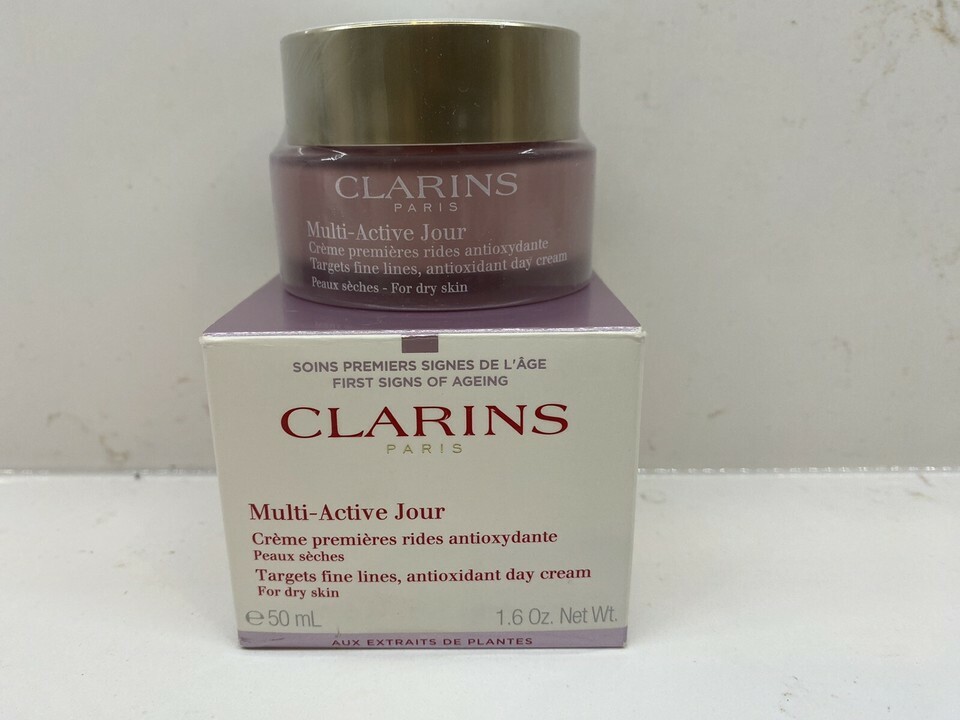 CLARINS
PARIS
Multi-Active Jour
Crème premières rides antioxydante
Targets fine lines, antioxidant day cream
Peaux sèches - For dry skin
SOINS PREMIERS SIGNES DE L'ÂGE
FIRST SIGNS OF AGEING
CLARINS
PARIS
Multi-Active Jour
Crème premières rides antioxydante
Peaux sèches
Targets fine lines, antioxidant day cream
For dry skin
℮ 50 mL 1.6 Oz. Net Wt.
AUX EXTRAITS DE PLANTES